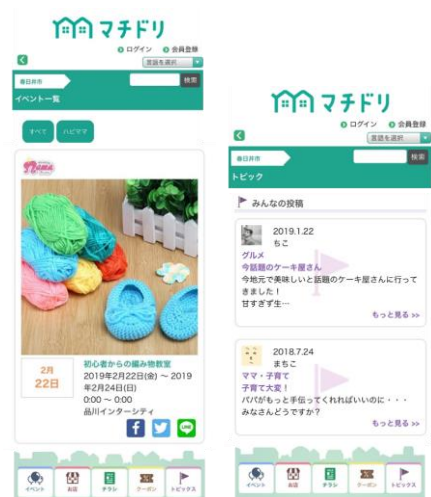 マチドリ
ログイン 会員登録
言語を選択
春日井市
検索
イベント一覧
すべて
ハピママ
Mama
2月
22日
初心者からの編み物教室
2019年2月22日(金) ~ 2019
年2月24日(日)
0:00 ~ 0:00
品川インターシティ
イベント
お店
チラシ
クーポン
トピックス
マチドリ
ログイン 会員登録
言語を選択
春日井市
検索
トピック
みんなの投稿
2019.1.22
ちこ
グルメ
今話題のケーキ屋さん
今地元で美味しいと話題のケーキ屋さんに行って
きました！
甘すぎず生…
もっと見る >>
2018.7.24
まちこ
ママ・子育て
子育て大変！
パパがもっと手伝ってくれればいいのに・・・
みなさんどうですか？
もっと見る >>
イベント
お店
チラシ
クーポン
トピックス